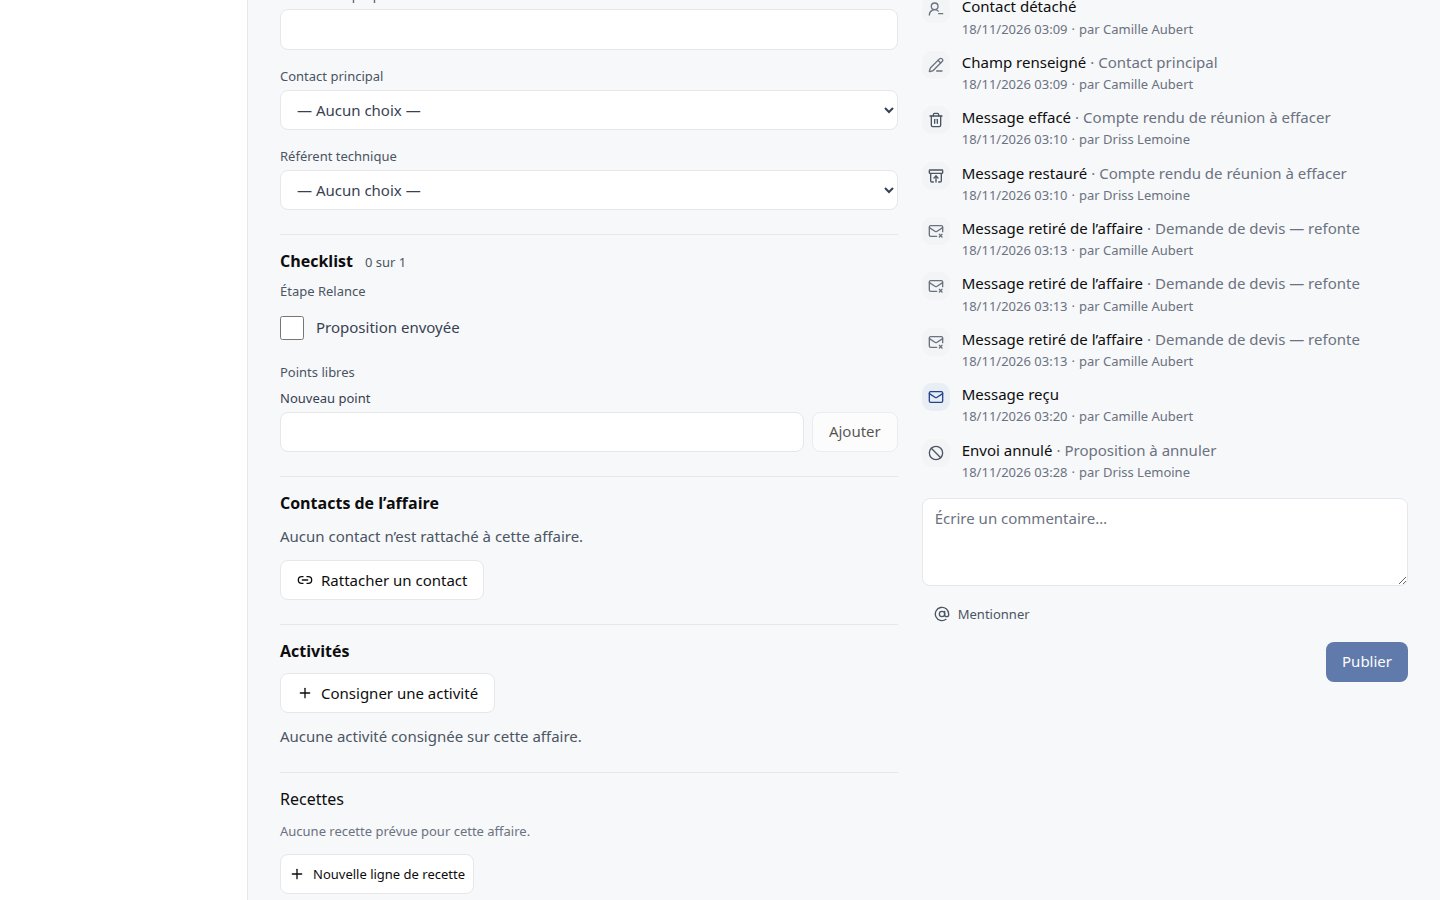 Contact principal
— Aucun choix —
Référent technique
— Aucun choix —
Checklist 0 sur 1
Étape Relance
Proposition envoyée
Points libres
Nouveau point
Ajouter
Contacts de l’affaire
Aucun contact n’est rattaché à cette affaire.
Rattacher un contact
Activités
Consigner une activité
Aucune activité consignée sur cette affaire.
Recettes
Aucune recette prévue pour cette affaire.
Nouvelle ligne de recette
Contact détaché
18/11/2026 03:09 · par Camille Aubert
Champ renseigné · Contact principal
18/11/2026 03:09 · par Camille Aubert
Message effacé · Compte rendu de réunion à effacer
18/11/2026 03:10 · par Driss Lemoine
Message restauré · Compte rendu de réunion à effacer
18/11/2026 03:10 · par Driss Lemoine
Message retiré de l’affaire · Demande de devis — refonte
18/11/2026 03:13 · par Camille Aubert
Message retiré de l’affaire · Demande de devis — refonte
18/11/2026 03:13 · par Camille Aubert
Message retiré de l’affaire · Demande de devis — refonte
18/11/2026 03:13 · par Camille Aubert
Message reçu
18/11/2026 03:20 · par Camille Aubert
Envoi annulé · Proposition à annuler
18/11/2026 03:28 · par Driss Lemoine
Écrire un commentaire…
Mentionner
Publier